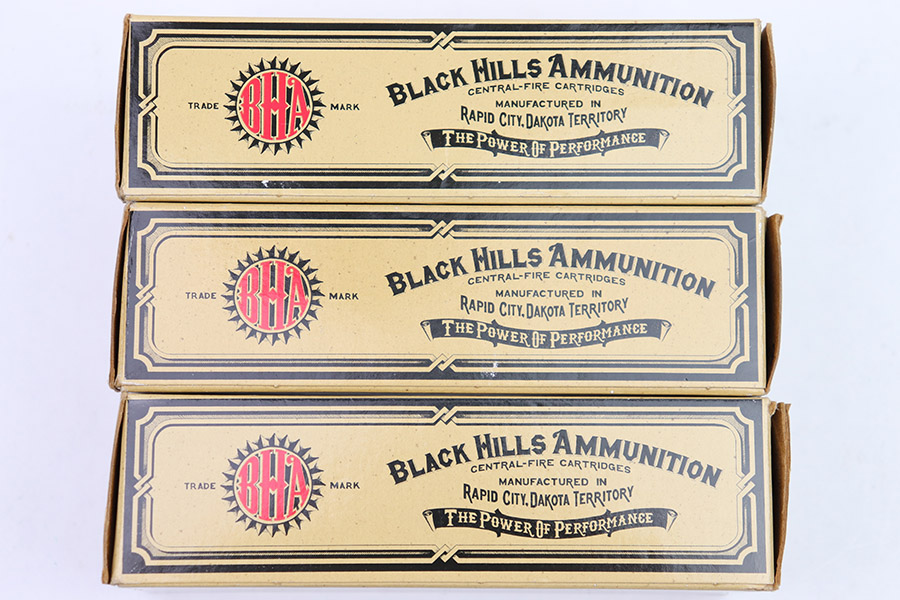 BLACK HILLS AMMUNITION
CENTRAL-FIRE CARTRIDGES
TRADE BHA MARK
MANUFACTURED IN
RAPID CITY, DAKOTA TERRITORY
THE POWER OF PERFORMANCE
BLACK HILLS AMMUNITION
CENTRAL-FIRE CARTRIDGES
TRADE BHA MARK
MANUFACTURED IN
RAPID CITY, DAKOTA TERRITORY
THE POWER OF PERFORMANCE
BLACK HILLS AMMUNITION
CENTRAL-FIRE CARTRIDGES
TRADE BHA MARK
MANUFACTURED IN
RAPID CITY, DAKOTA TERRITORY
THE POWER OF PERFORMANCE